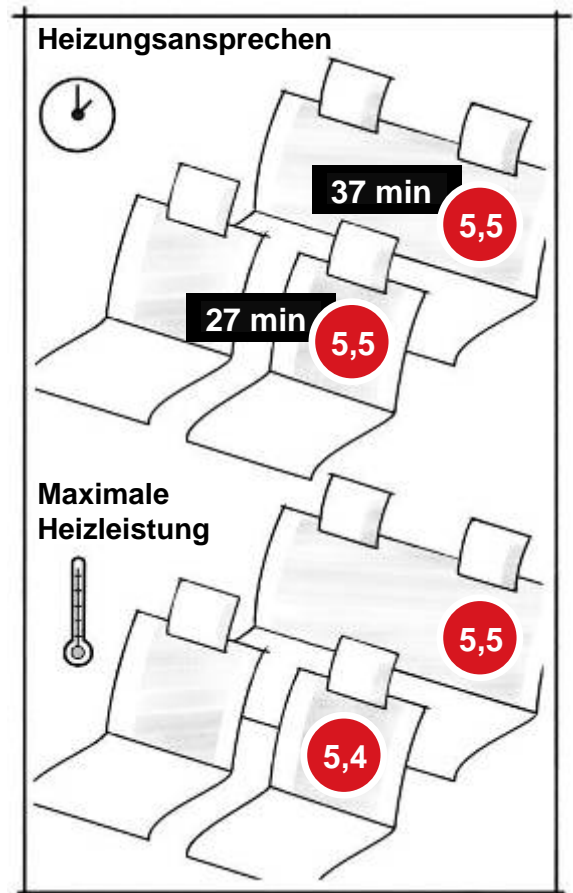 Heizungsansprechen
37 min
5,5
27 min
5,5
Maximale
Heizleistung
5,5
5,4